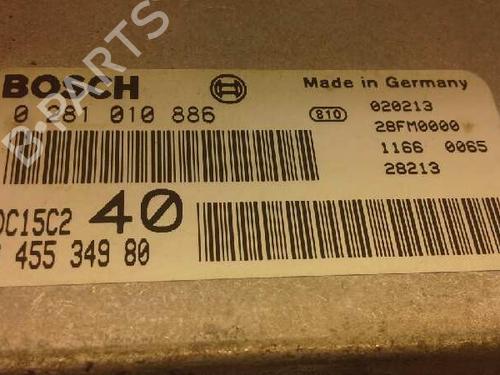 B-PARTS
BOSCH
Made in Germany
0 281 010 886
810
020213
28FM0000
1166 0065
28213
DC15C2 40
455 349 80